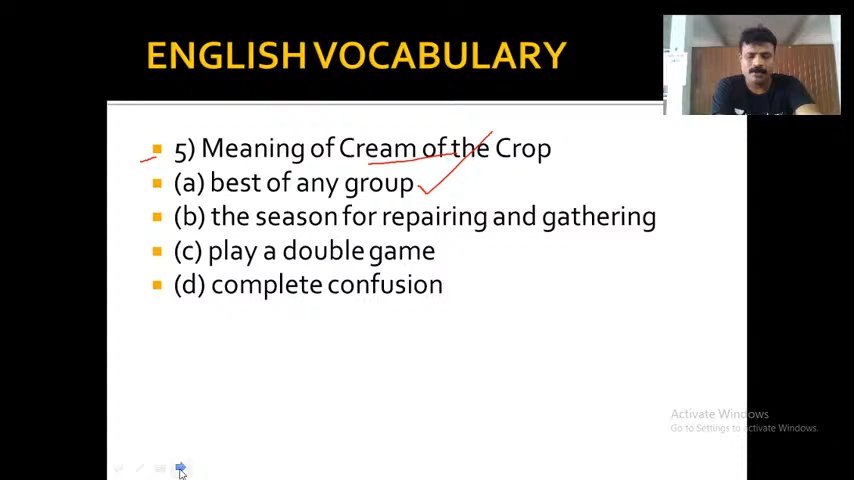 ENGLISH VOCABULARY
5) Meaning of Cream of the Crop
(a) best of any group
(b) the season for repairing and gathering
(c) play a double game
(d) complete confusion
Activate Windows
Go to Settings to activate Windows.